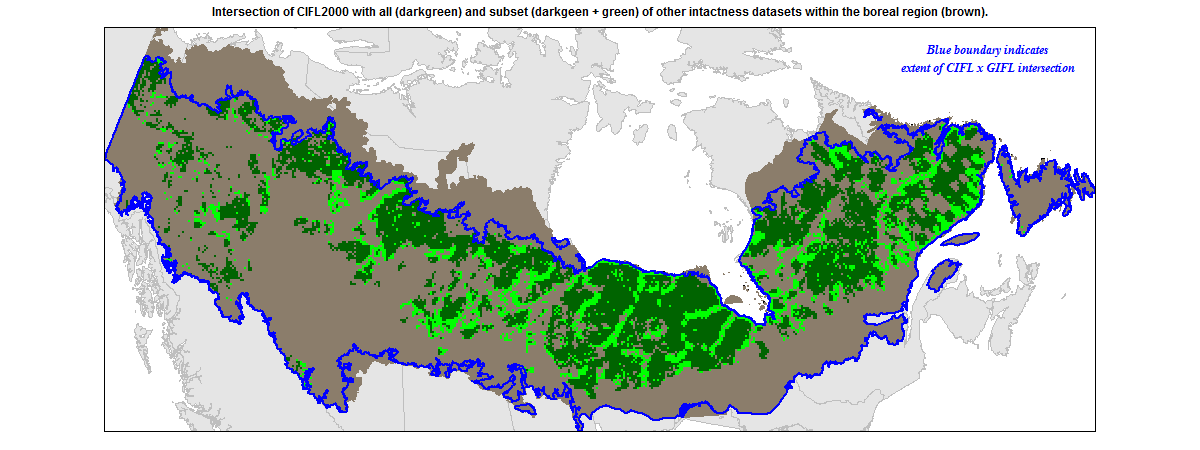 Intersection of CIFL2000 with all (darkgreen) and subset (darkgeen + green) of other intactness datasets within the boreal region (brown).
Blue boundary indicates
extent of CIFL x GIFL intersection